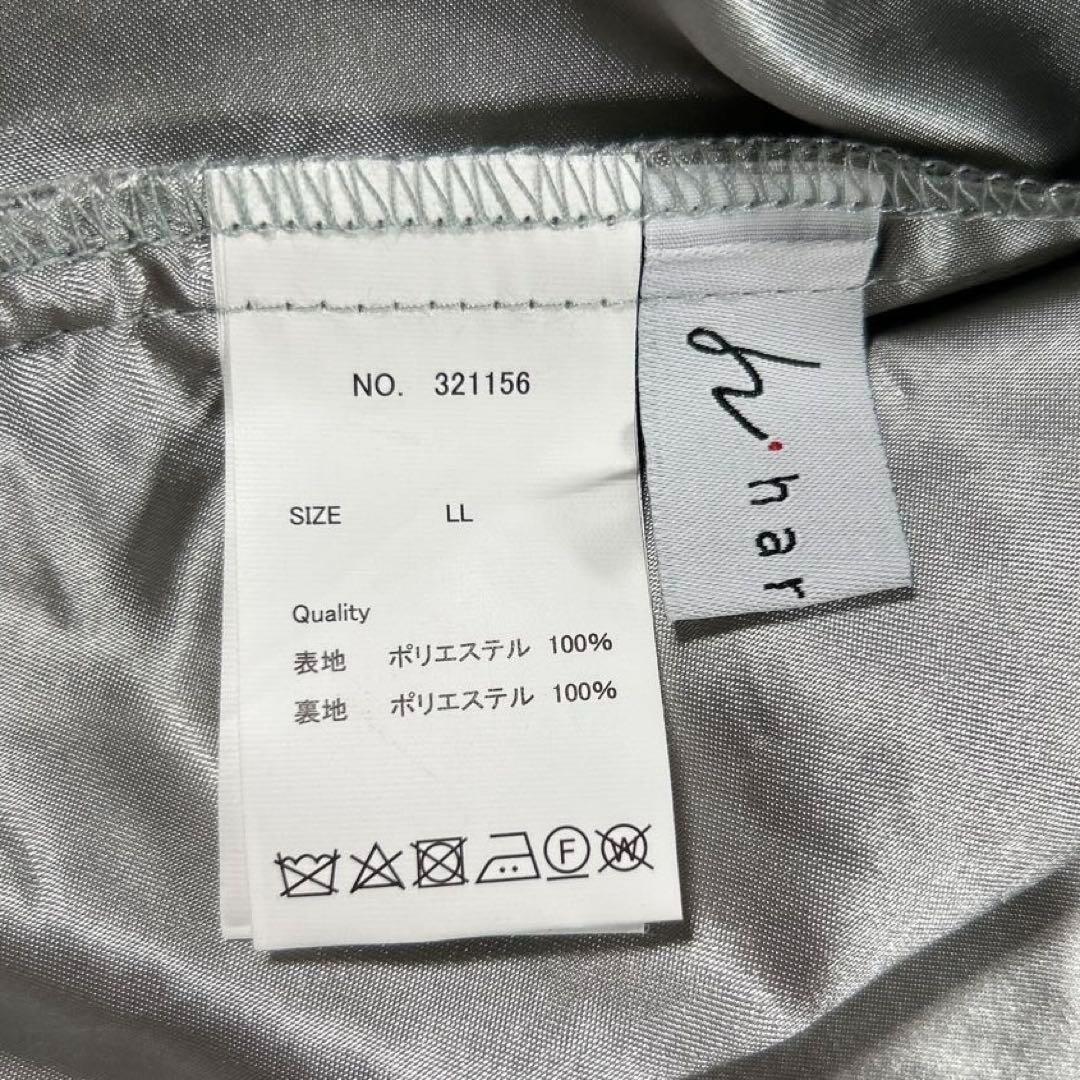 NO. 321156
SIZE LL
Quality
表地 ポリエステル 100%
裏地 ポリエステル 100%
F
W
h·har